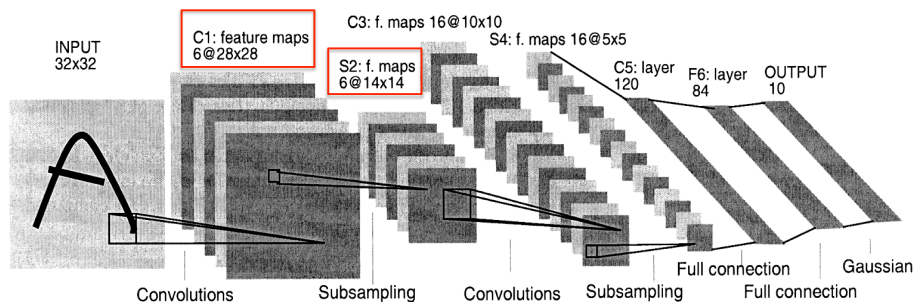 INPUT
32x32
C1: feature maps
6@28x28
S2: f. maps
6@14x14
C3: f. maps 16@10x10
S4: f. maps 16@5x5
C5: layer
120
F6: layer
84
OUTPUT
10
Convolutions
Subsampling
Convolutions
Subsampling
Full connection
Full connection
Gaussian